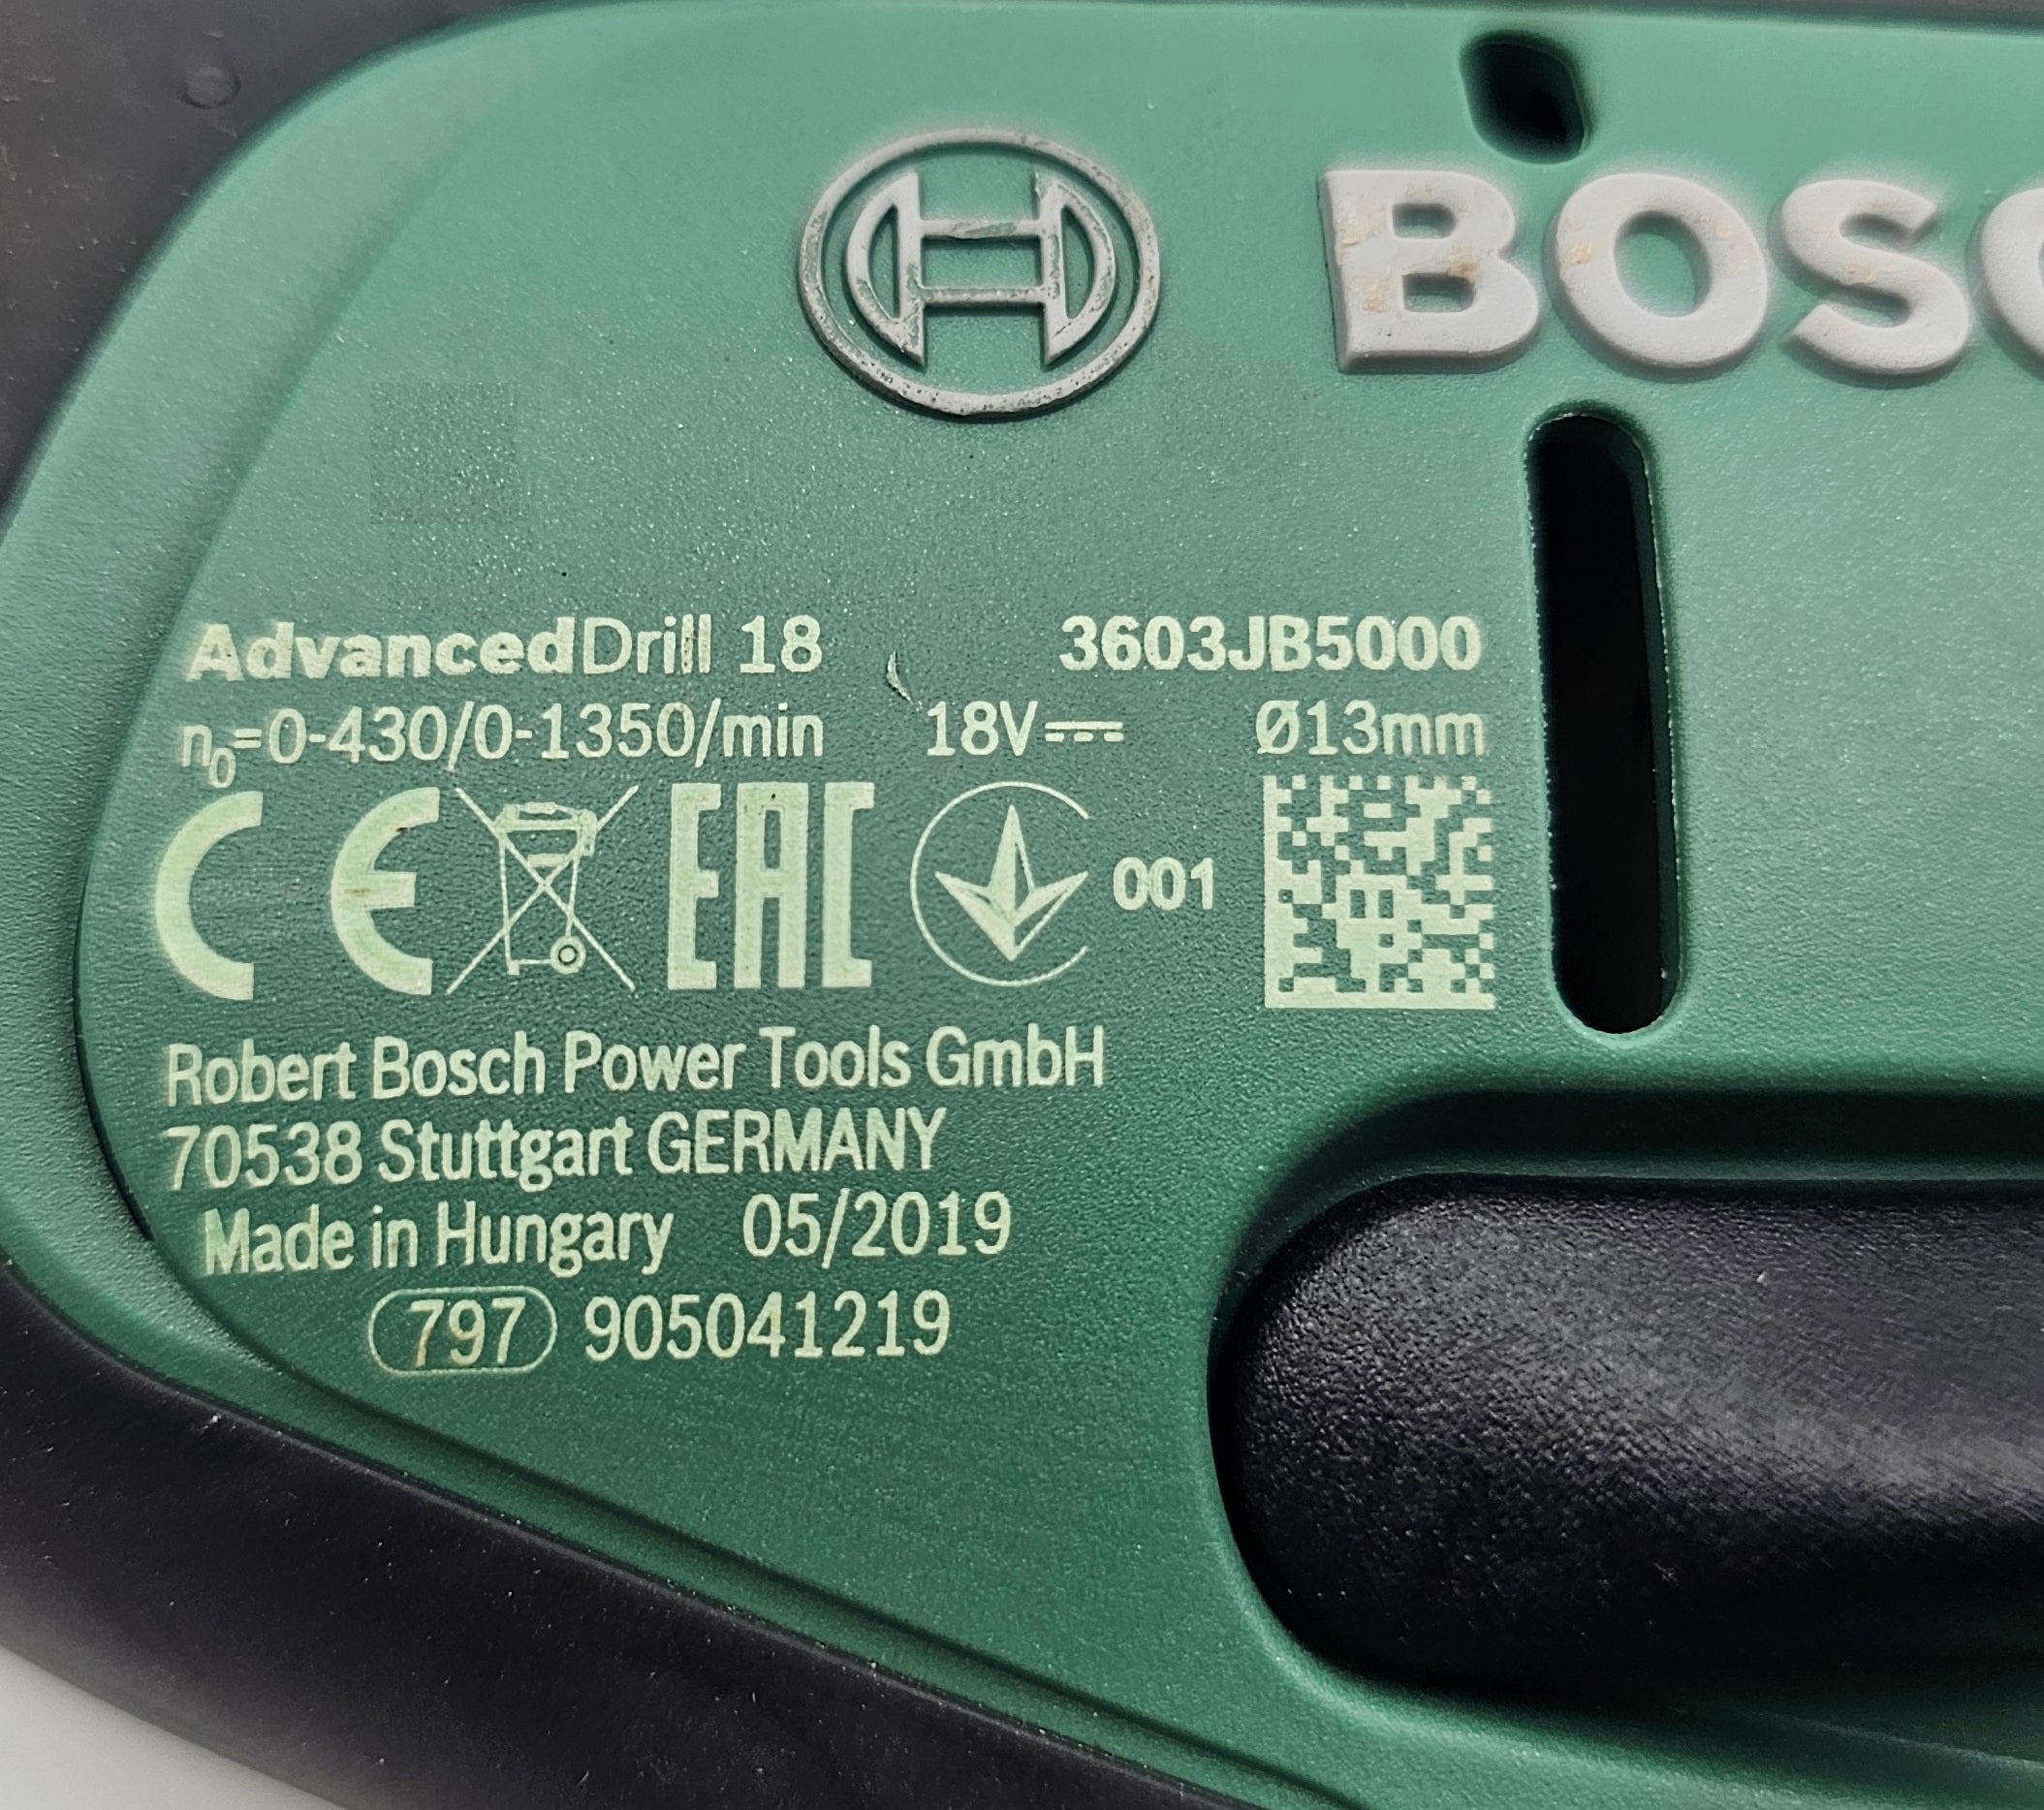 BOSC
AdvancedDrill 18 3603JB5000
n₀=0-430/0-1350/min 18V⎓ Ø13mm
CE EAC 001
Robert Bosch Power Tools GmbH
70538 Stuttgart GERMANY
Made in Hungary 05/2019
797 905041219